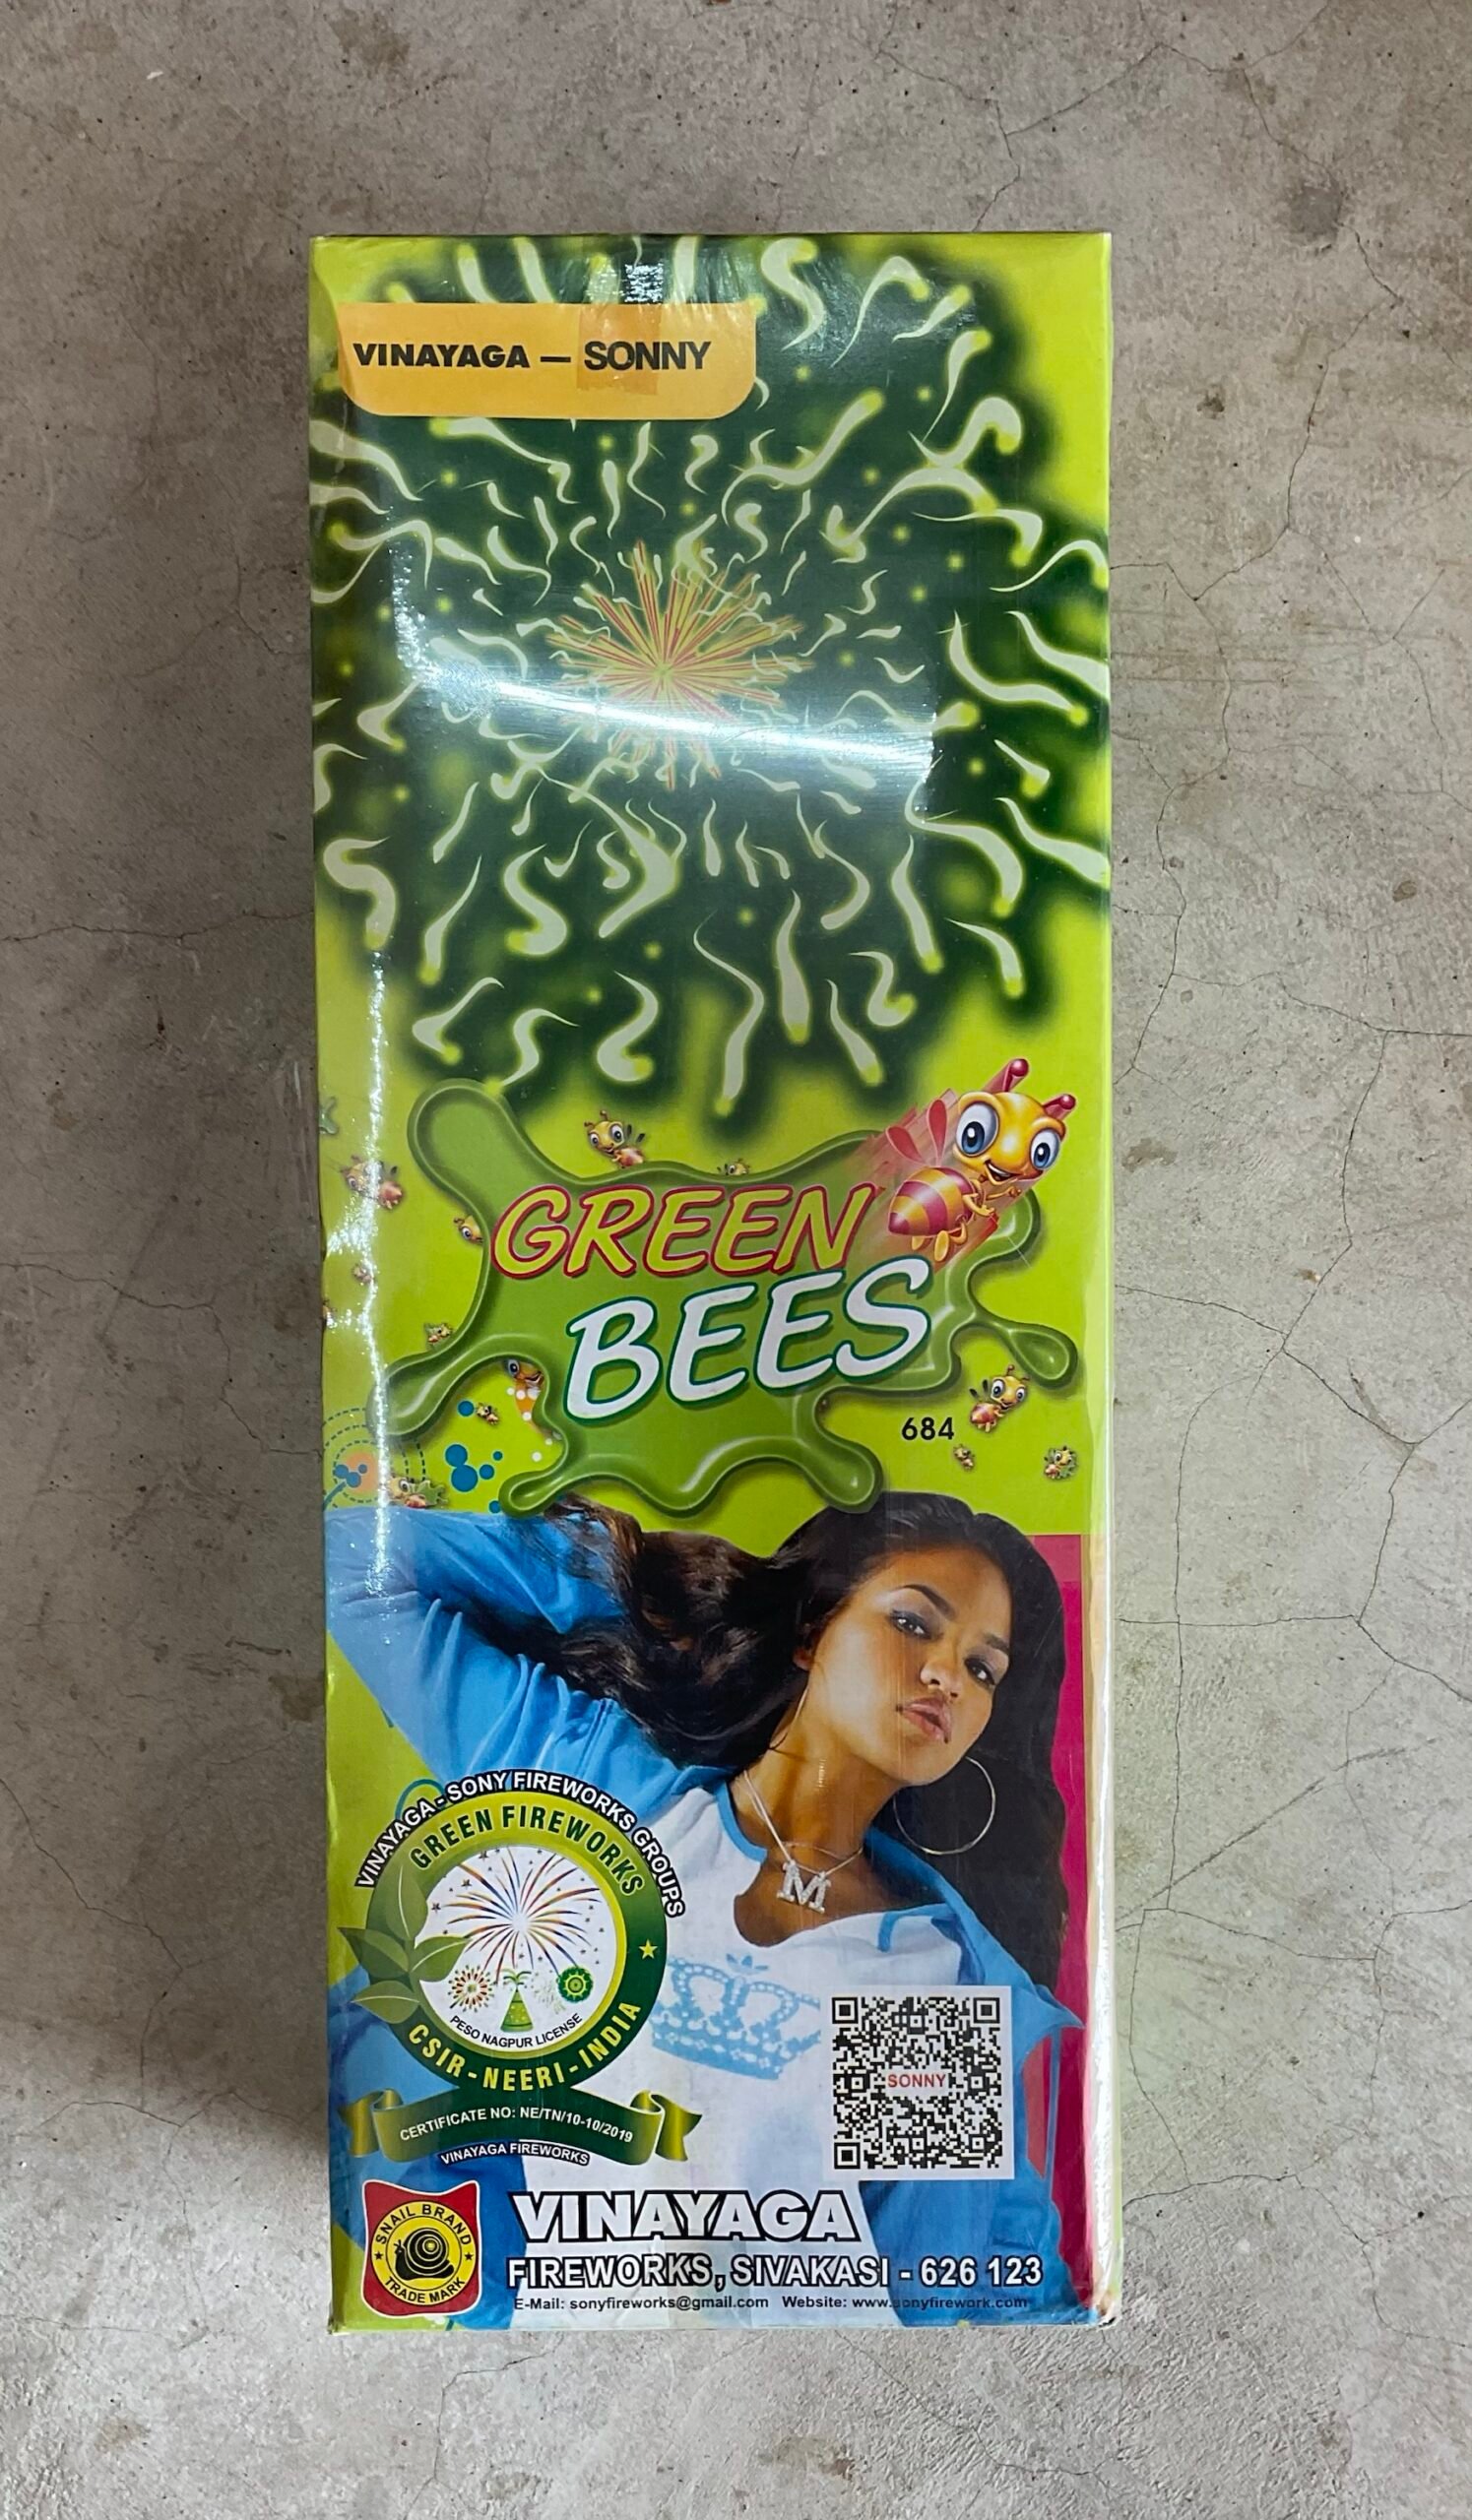 VINAYAGA — SONNY
GREEN
BEES
684
VINAYAGA - SONY FIREWORKS GROUPS
GREEN FIREWORKS
PESO NAGPUR LICENSE
CSIR - NEERI - INDIA
CERTIFICATE NO: NE/TN/10-10/2019
VINAYAGA FIREWORKS
M
SONNY
SNAIL BRAND
TRADE MARK
VINAYAGA
FIREWORKS, SIVAKASI - 626 123
E-Mail: sonyfireworks@gmail.com Website: www.sonyfirework.com